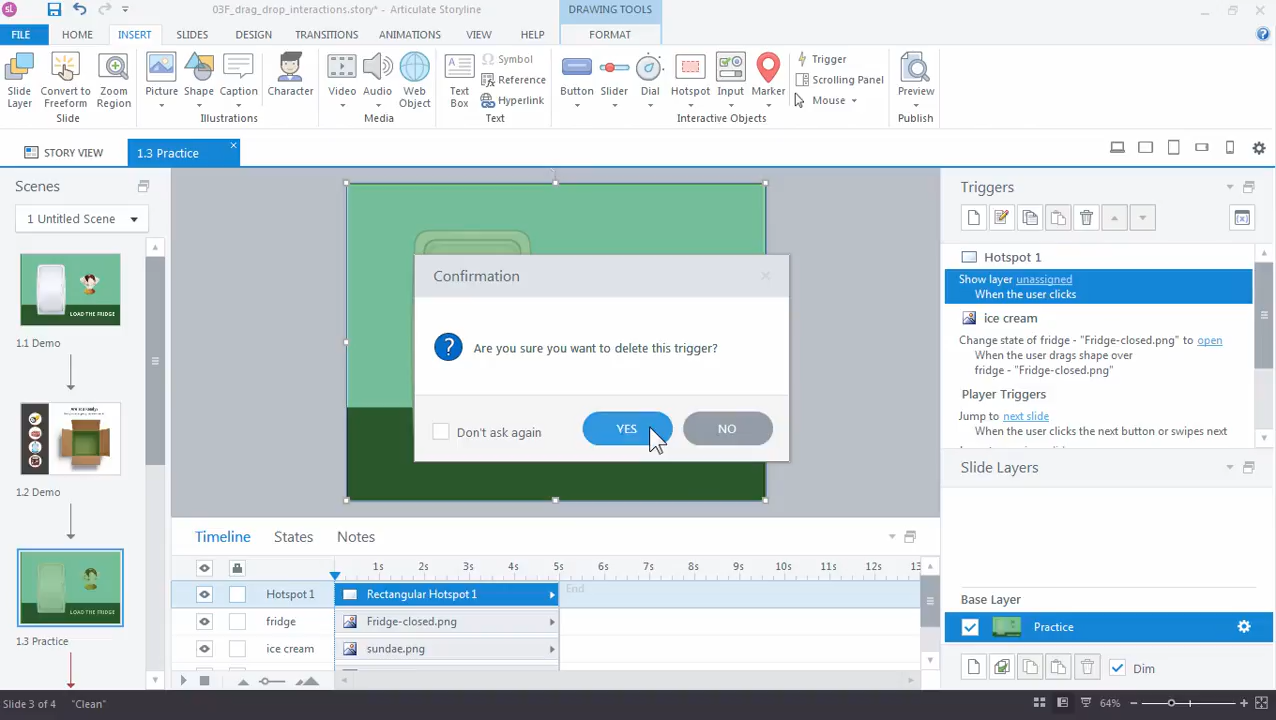 sL
03F_drag_drop_interactions.story* - Articulate Storyline
DRAWING TOOLS
FILE HOME INSERT SLIDES DESIGN TRANSITIONS ANIMATIONS VIEW HELP FORMAT
Slide Layer
Convert to Freeform
Zoom Region
Slide
Picture
Shape
Caption
Character
Illustrations
Video
Audio
Web Object
Media
Text Box
Symbol
Reference
Hyperlink
Text
Button
Slider
Dial
Hotspot
Input
Marker
Trigger
Scrolling Panel
Mouse
Interactive Objects
Preview
Publish
STORY VIEW
1.3 Practice
Scenes
1 Untitled Scene
LOAD THE FRIDGE
1.1 Demo
1.2 Demo
LOAD THE FRIDGE
1.3 Practice
Confirmation
Are you sure you want to delete this trigger?
Don't ask again
YES
NO
Timeline States Notes
1s 2s 3s 4s 5s 6s 7s 8s 9s 10s 11s 12s 13
Hotspot 1 Rectangular Hotspot 1 End
fridge Fridge-closed.png
ice cream sundae.png
Triggers
Hotspot 1
Show layer unassigned
When the user clicks
ice cream
Change state of fridge - "Fridge-closed.png" to open
When the user drags shape over
fridge - "Fridge-closed.png"
Player Triggers
Jump to next slide
When the user clicks the next button or swipes next
Slide Layers
Base Layer
Practice
Dim
Slide 3 of 4 "Clean" 64%